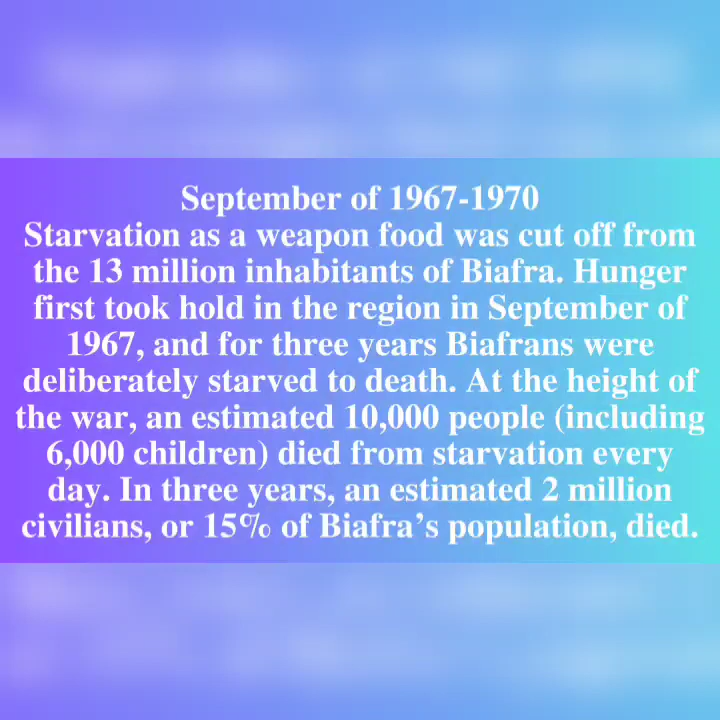 September of 1967-1970
Starvation as a weapon food was cut off from
the 13 million inhabitants of Biafra. Hunger
first took hold in the region in September of
1967, and for three years Biafrans were
deliberately starved to death. At the height of
the war, an estimated 10,000 people (including
6,000 children) died from starvation every
day. In three years, an estimated 2 million
civilians, or 15% of Biafra’s population, died.